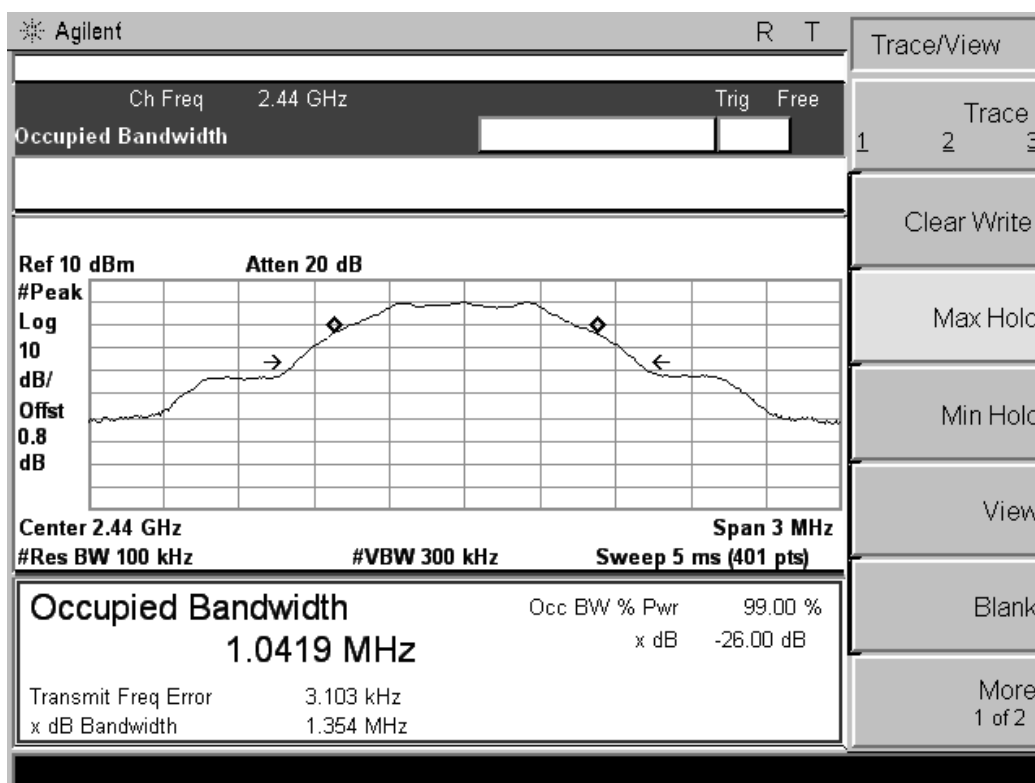 Agilent R T
Ch Freq 2.44 GHz Trig Free
Occupied Bandwidth
Ref 10 dBm Atten 20 dB
#Peak
Log
10
dB/
Offst
0.8
dB
Center 2.44 GHz Span 3 MHz
#Res BW 100 kHz #VBW 300 kHz Sweep 5 ms (401 pts)
Occupied Bandwidth
1.0419 MHz
Occ BW % Pwr 99.00 %
x dB -26.00 dB
Transmit Freq Error 3.103 kHz
x dB Bandwidth 1.354 MHz
Trace/View
Trace
1 2 3
Clear Write
Max Hold
Min Hold
View
Blank
More
1 of 2